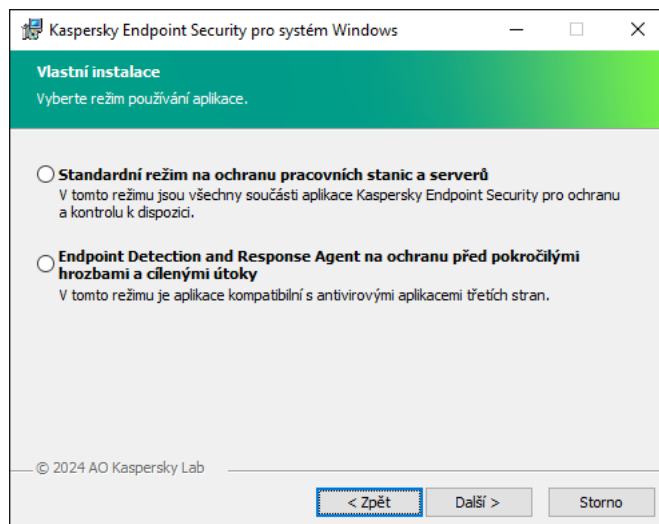 Kaspersky Endpoint Security pro systém Windows
Vlastní instalace
Vyberte režim používání aplikace.
Standardní režim na ochranu pracovních stanic a serverů
V tomto režimu jsou všechny součásti aplikace Kaspersky Endpoint Security pro ochranu
a kontrolu k dispozici.
Endpoint Detection and Response Agent na ochranu před pokročilými
hrozbami a cílenými útoky
V tomto režimu je aplikace kompatibilní s antivirovými aplikacemi třetích stran.
© 2024 AO Kaspersky Lab
< Zpět Další > Storno